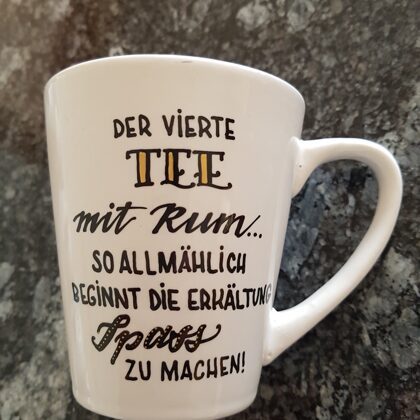 DER VIERTE
TEE
mit Rum...
SO ALLMÄHLICH
BEGINNT DIE ERKÄLTUNG
Spass
ZU MACHEN!